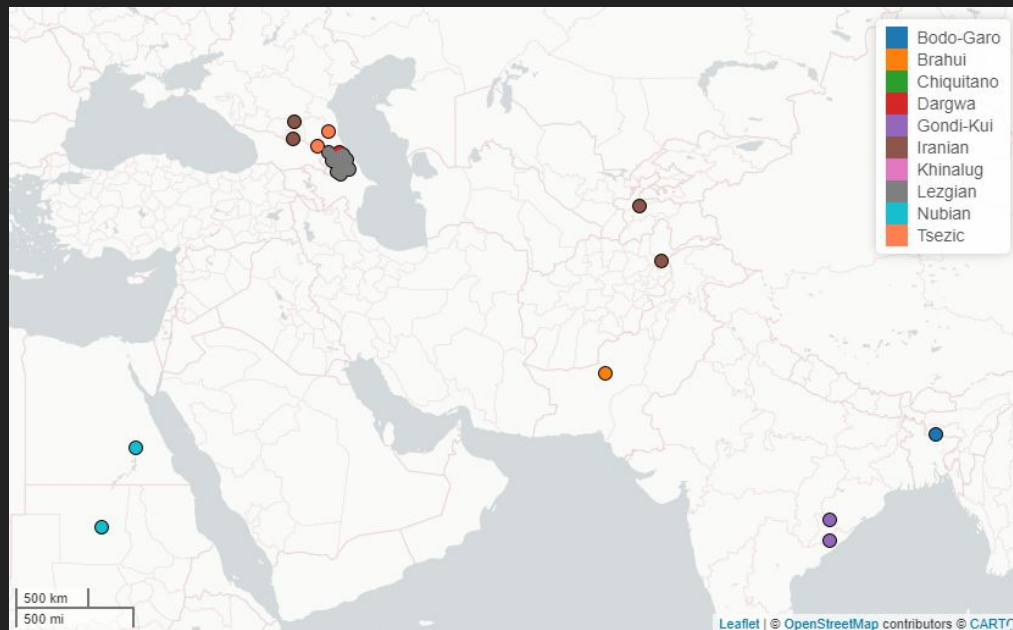 Bodo-Garo
Brahui
Chiquitano
Dargwa
Gondi-Kui
Iranian
Khinalug
Lezgian
Nubian
Tsezic
500 km
500 mi
Leaflet | © OpenStreetMap contributors © CARTO